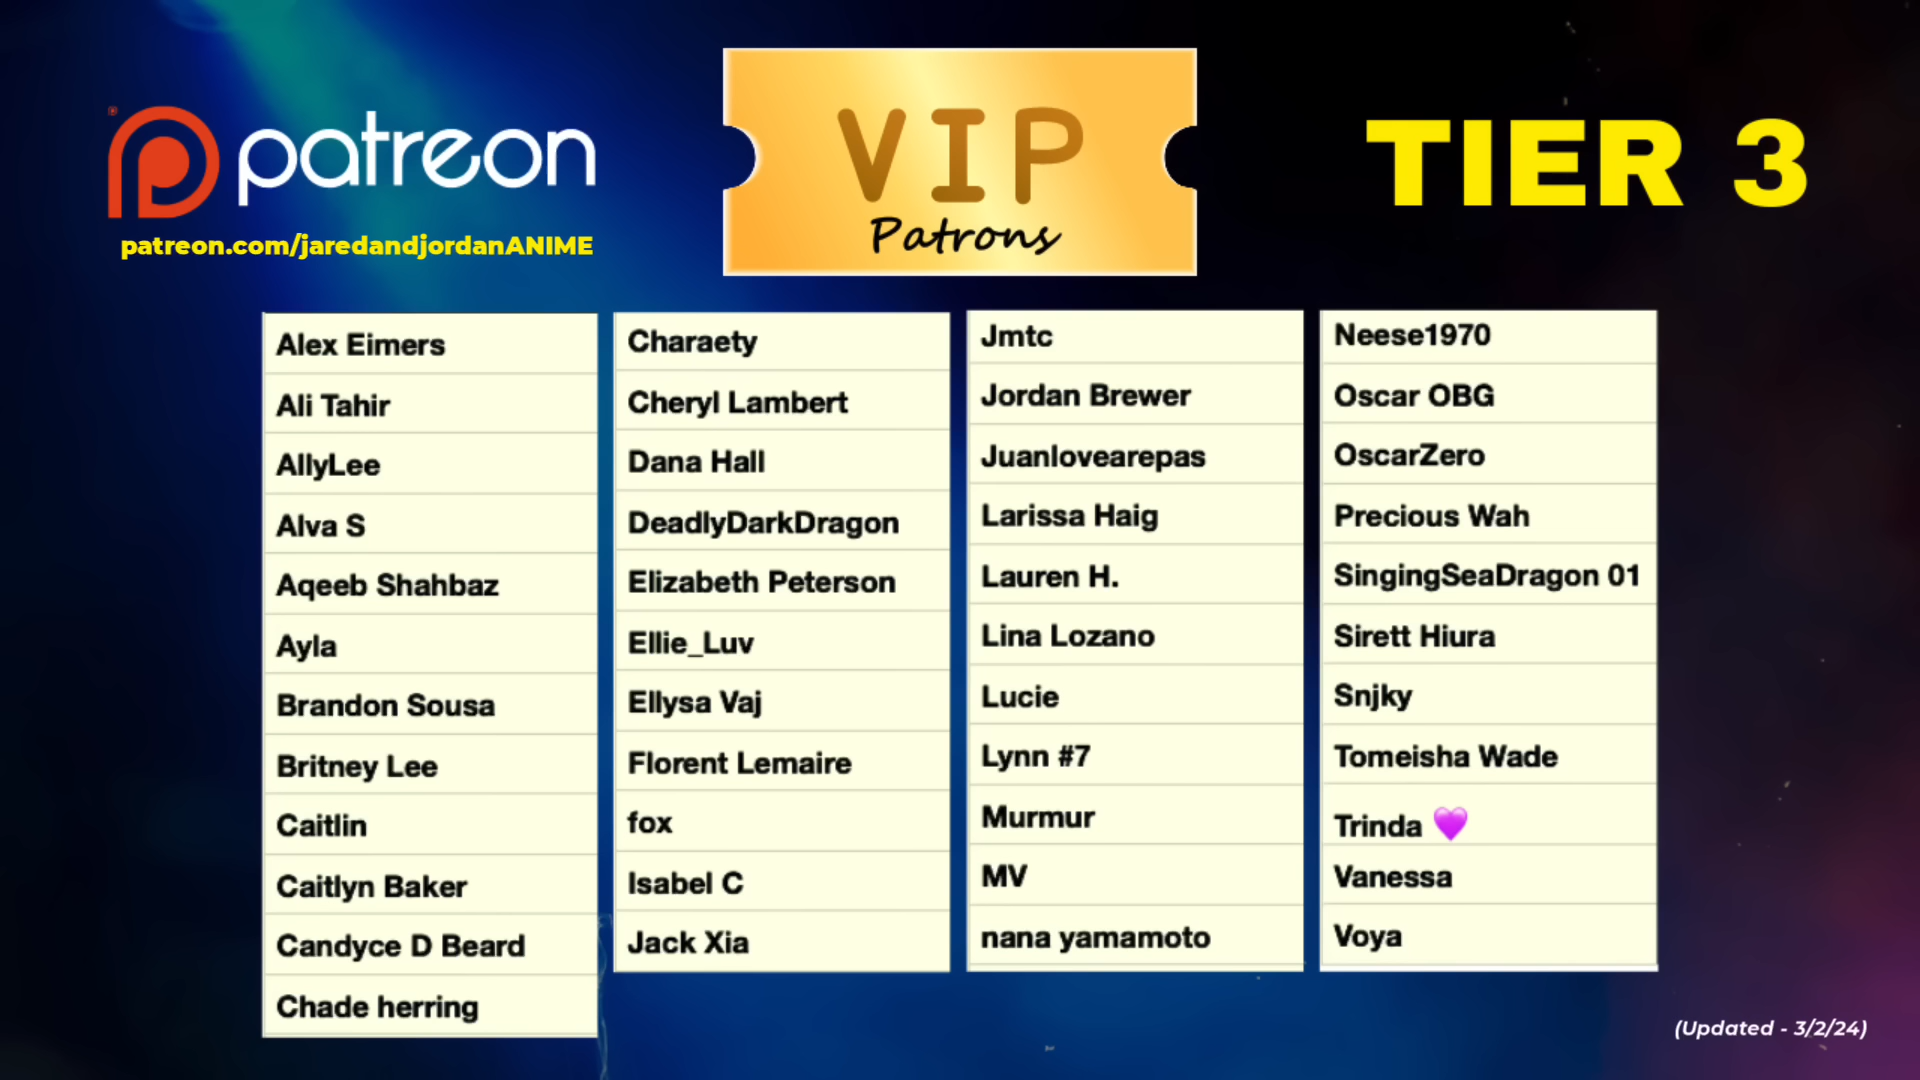 patreon
patreon.com/jaredandjordanANIME
VIP
Patrons
TIER 3
Alex Eimers
Ali Tahir
AllyLee
Alva S
Aqeeb Shahbaz
Ayla
Brandon Sousa
Britney Lee
Caitlin
Caitlyn Baker
Candyce D Beard
Chade herring
Charaety
Cheryl Lambert
Dana Hall
DeadlyDarkDragon
Elizabeth Peterson
Ellie_Luv
Ellysa Vaj
Florent Lemaire
fox
Isabel C
Jack Xia
Jmtc
Jordan Brewer
Juanlovearepas
Larissa Haig
Lauren H.
Lina Lozano
Lucie
Lynn #7
Murmur
MV
nana yamamoto
Neese1970
Oscar OBG
OscarZero
Precious Wah
SingingSeaDragon 01
Sirett Hiura
Snjky
Tomeisha Wade
Trinda 💜
Vanessa
Voya
(Updated - 3/2/24)